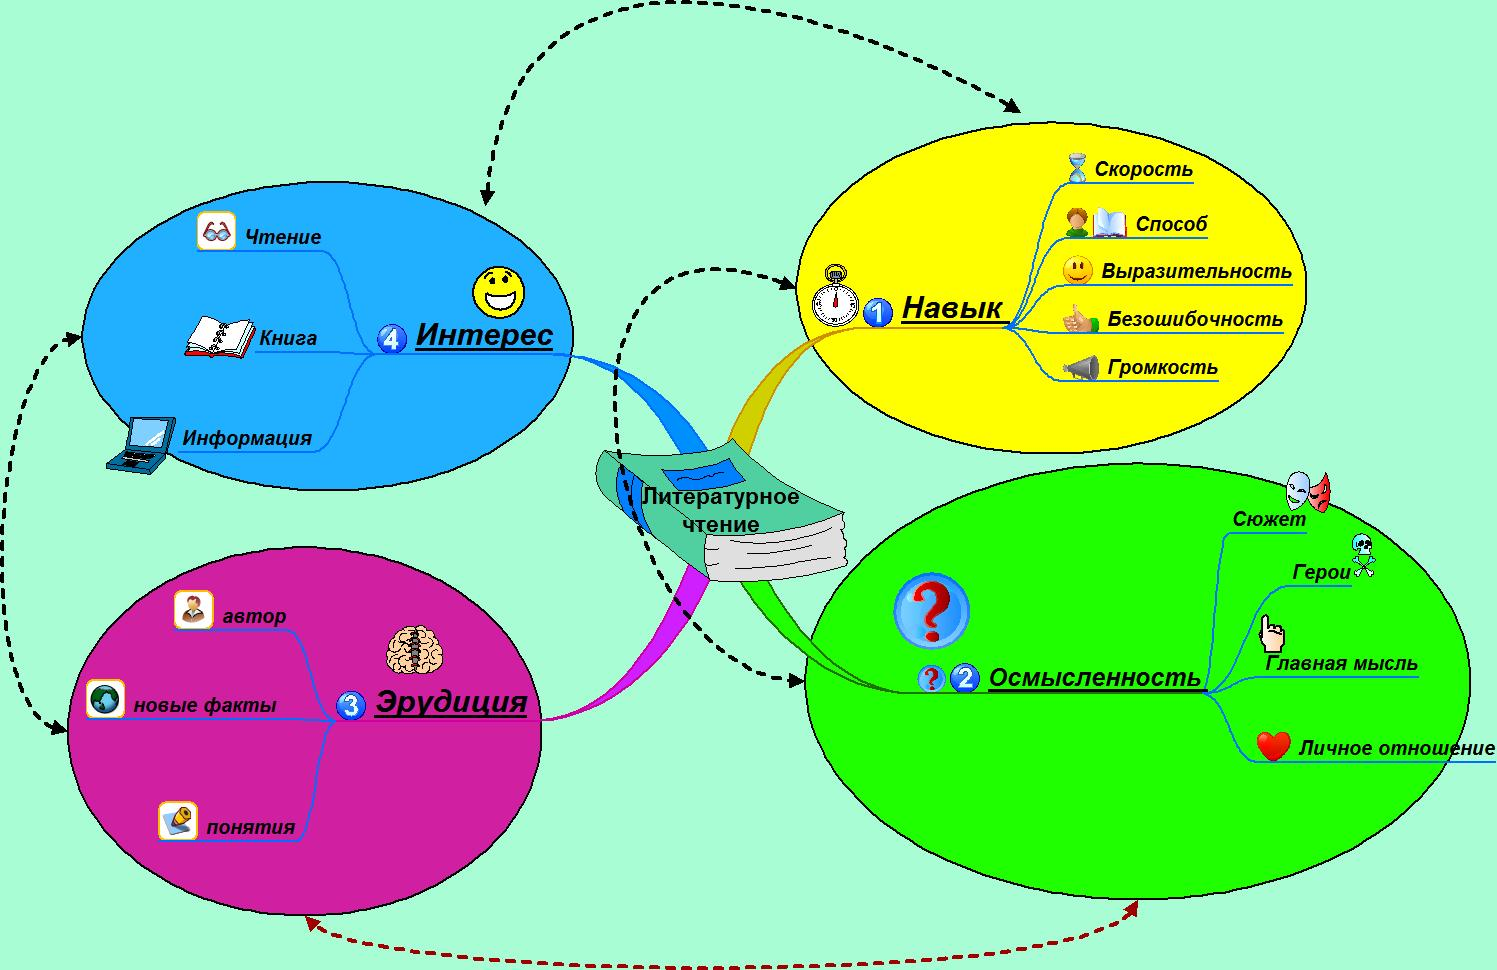 Литературное
чтение
1 Навык
Скорость
Способ
Выразительность
Безошибочность
Громкость
2 Осмысленность
Сюжет
Герои
Главная мысль
Личное отношение
3 Эрудиция
автор
новые факты
понятия
4 Интерес
Чтение
Книга
Информация